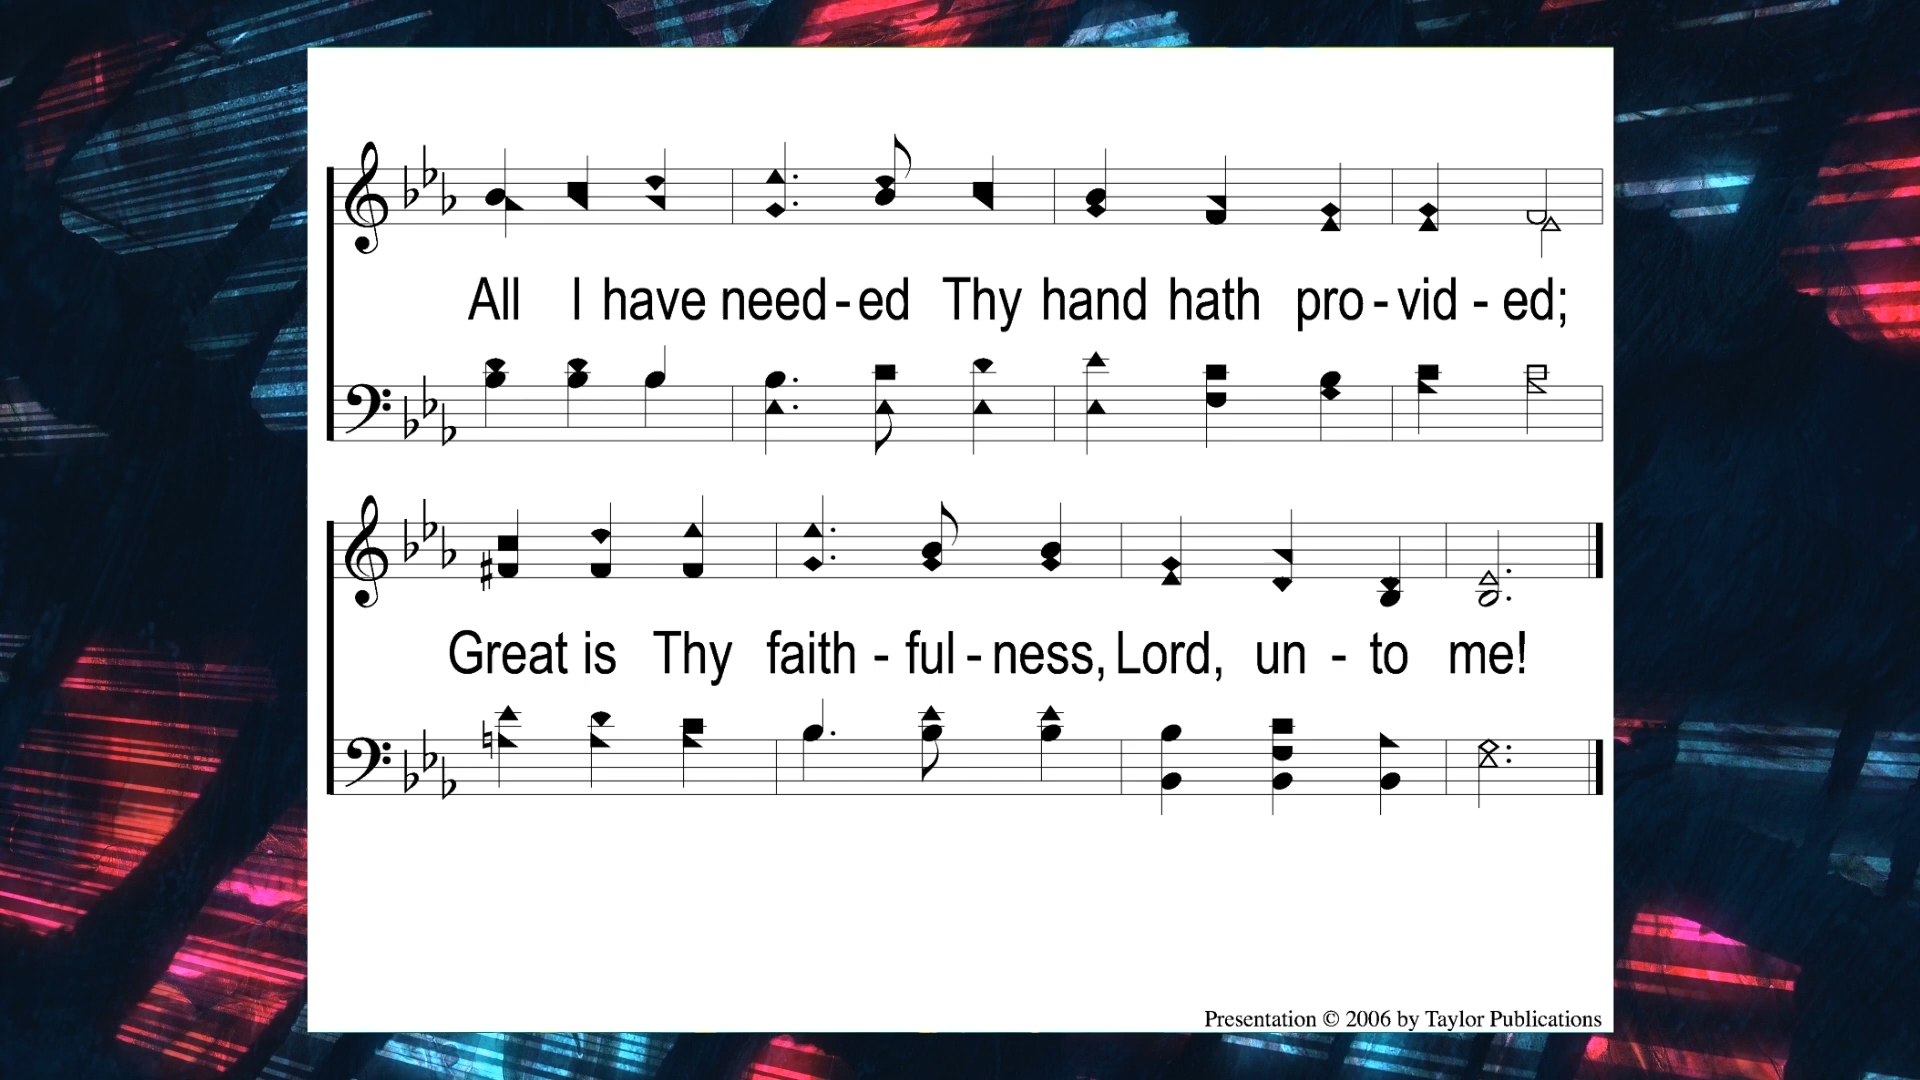 All I have need-ed Thy hand hath pro-vid-ed;
Great is Thy faith-ful-ness, Lord, un-to me!
Presentation © 2006 by Taylor Publications